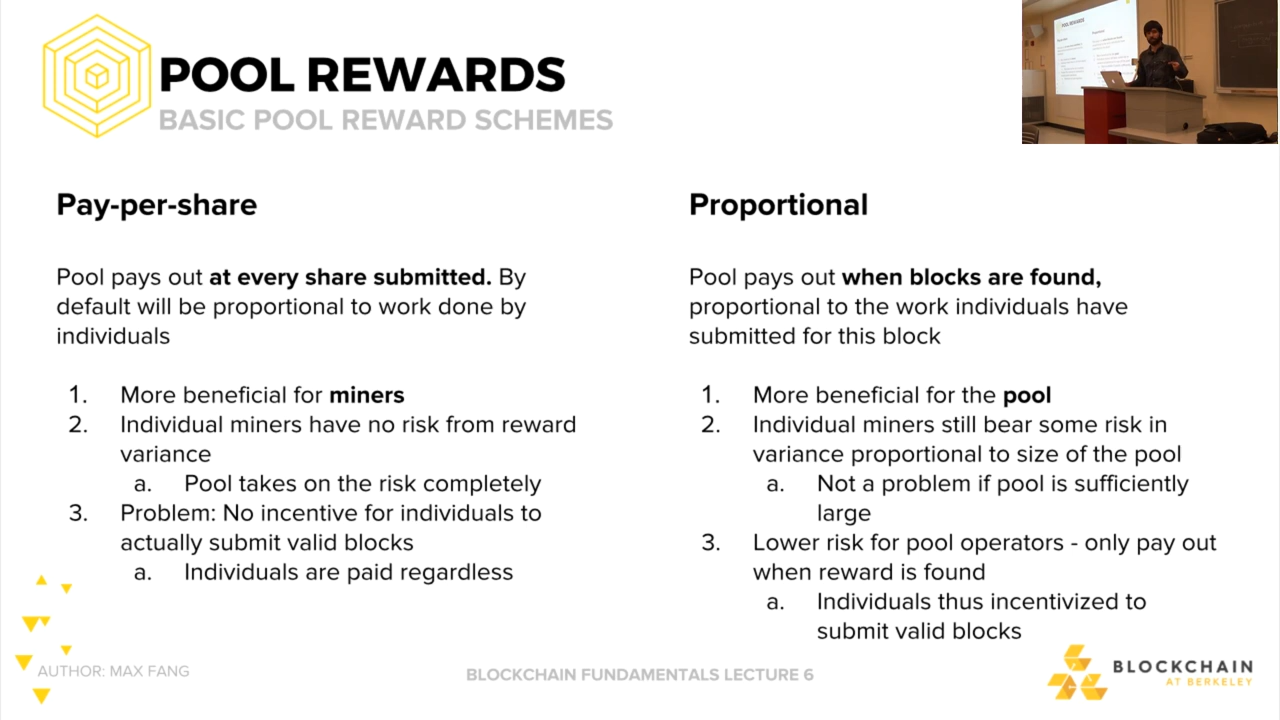 POOL REWARDS
BASIC POOL REWARD SCHEMES
Pay-per-share
Pool pays out at every share submitted. By
default will be proportional to work done by
individuals
1. More beneficial for miners
2. Individual miners have no risk from reward
variance
a. Pool takes on the risk completely
3. Problem: No incentive for individuals to
actually submit valid blocks
a. Individuals are paid regardless
Proportional
Pool pays out when blocks are found,
proportional to the work individuals have
submitted for this block
1. More beneficial for the pool
2. Individual miners still bear some risk in
variance proportional to size of the pool
a. Not a problem if pool is sufficiently
large
3. Lower risk for pool operators - only pay out
when reward is found
a. Individuals thus incentivized to
submit valid blocks
AUTHOR: MAX FANG
BLOCKCHAIN FUNDAMENTALS LECTURE 6
BLOCKCHAIN
AT BERKELEY
POOL REWARDS